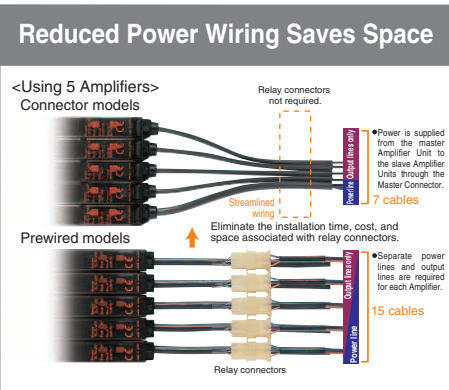 Reduced Power Wiring Saves Space
<Using 5 Amplifiers>
Connector models
Relay connectors
not required.
Output lines only
Powerline
●Power is supplied
from the master
Amplifier Unit to
the slave Amplifier
Units through the
Master Connector.
7 cables
Streamlined
wiring
Eliminate the installation time, cost, and
space associated with relay connectors.
Prewired models
Output lines only
Power line
●Separate power
lines and output
lines are required
for each Amplifier.
15 cables
Relay connectors